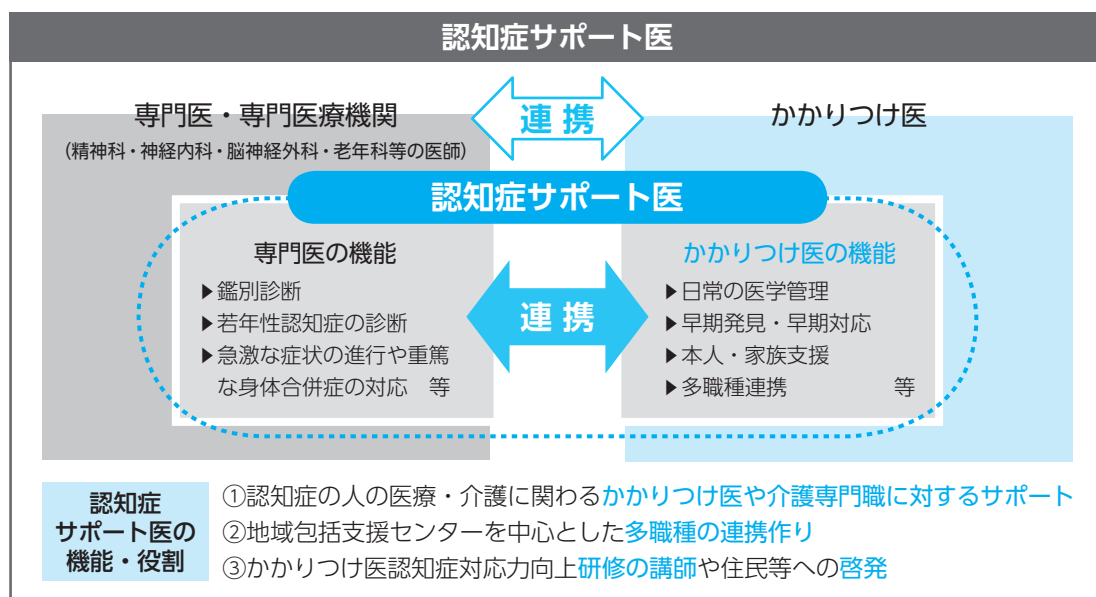 認知症サポート医
専門医・専門医療機関
（精神科・神経内科・脳神経外科・老年科等の医師）
連携
かかりつけ医
認知症サポート医
専門医の機能
▶鑑別診断
▶若年性認知症の診断
▶急激な症状の進行や重篤
な身体合併症の対応　等
連携
かかりつけ医の機能
▶日常の医学管理
▶早期発見・早期対応
▶本人・家族支援
▶多職種連携　等
認知症
サポート医の
機能・役割
①認知症の人の医療・介護に関わるかかりつけ医や介護専門職に対するサポート
②地域包括支援センターを中心とした多職種の連携作り
③かかりつけ医認知症対応力向上研修の講師や住民等への啓発